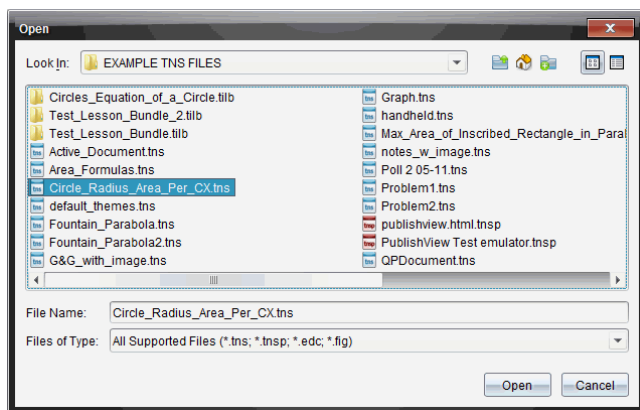 Open
Look In: EXAMPLE TNS FILES
Circles_Equation_of_a_Circle.tilb
Test_Lesson_Bundle_2.tilb
Test_Lesson_Bundle.tilb
Active_Document.tns
Area_Formulas.tns
Circle_Radius_Area_Per_CX.tns
default_themes.tns
Fountain_Parabola.tns
Fountain_Parabola2.tns
G&G_with_image.tns
Graph.tns
handheld.tns
Max_Area_of_Inscribed_Rectangle_in_Paral
notes_w_image.tns
Poll 2 05-11.tns
Problem1.tns
Problem2.tns
publishview.html.tnsp
PublishView Test emulator.tnsp
QPDocument.tns
File Name: Circle_Radius_Area_Per_CX.tns
Files of Type: All Supported Files (*.tns; *.tnsp; *.edc; *.fig)
Open Cancel